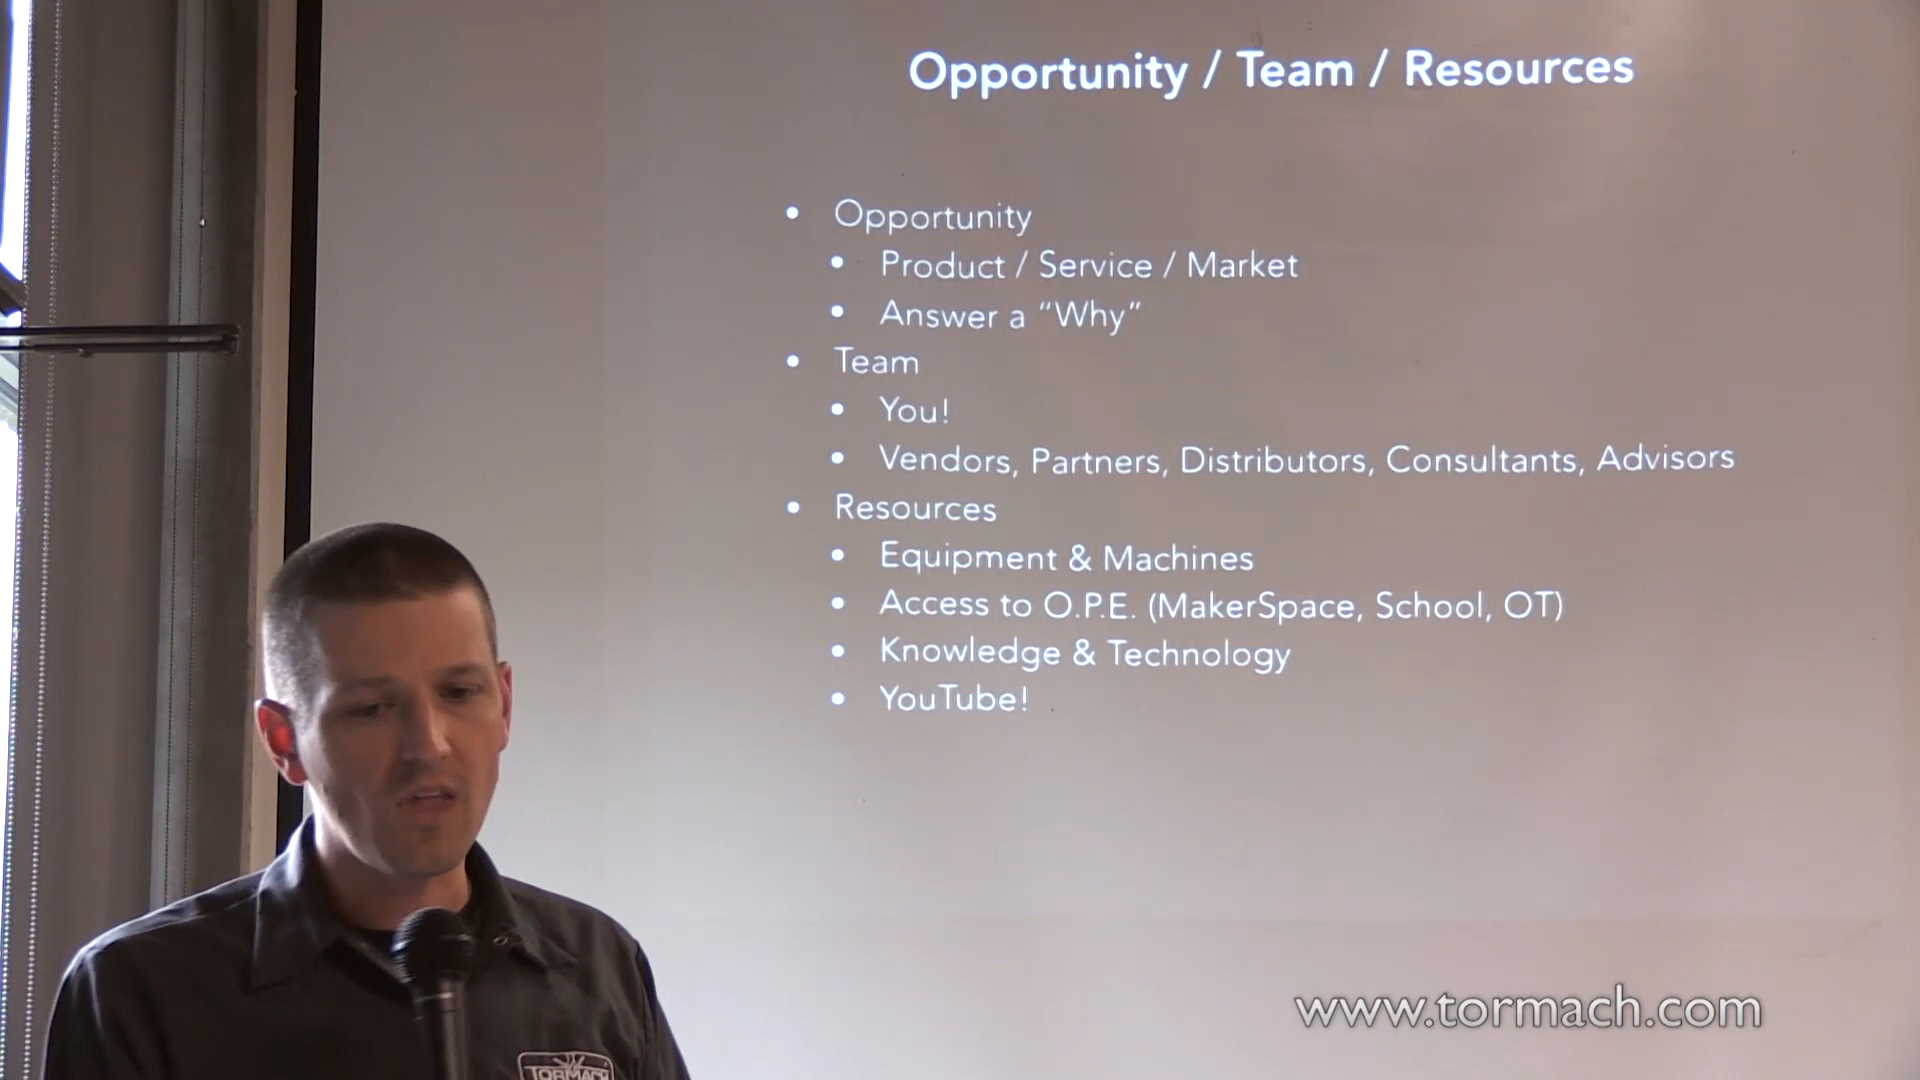 Opportunity / Team / Resources
• Opportunity
• Product / Service / Market
• Answer a “Why”
• Team
• You!
• Vendors, Partners, Distributors, Consultants, Advisors
• Resources
• Equipment & Machines
• Access to O.P.E. (MakerSpace, School, OT)
• Knowledge & Technology
• YouTube!
www.tormach.com
TORMACH